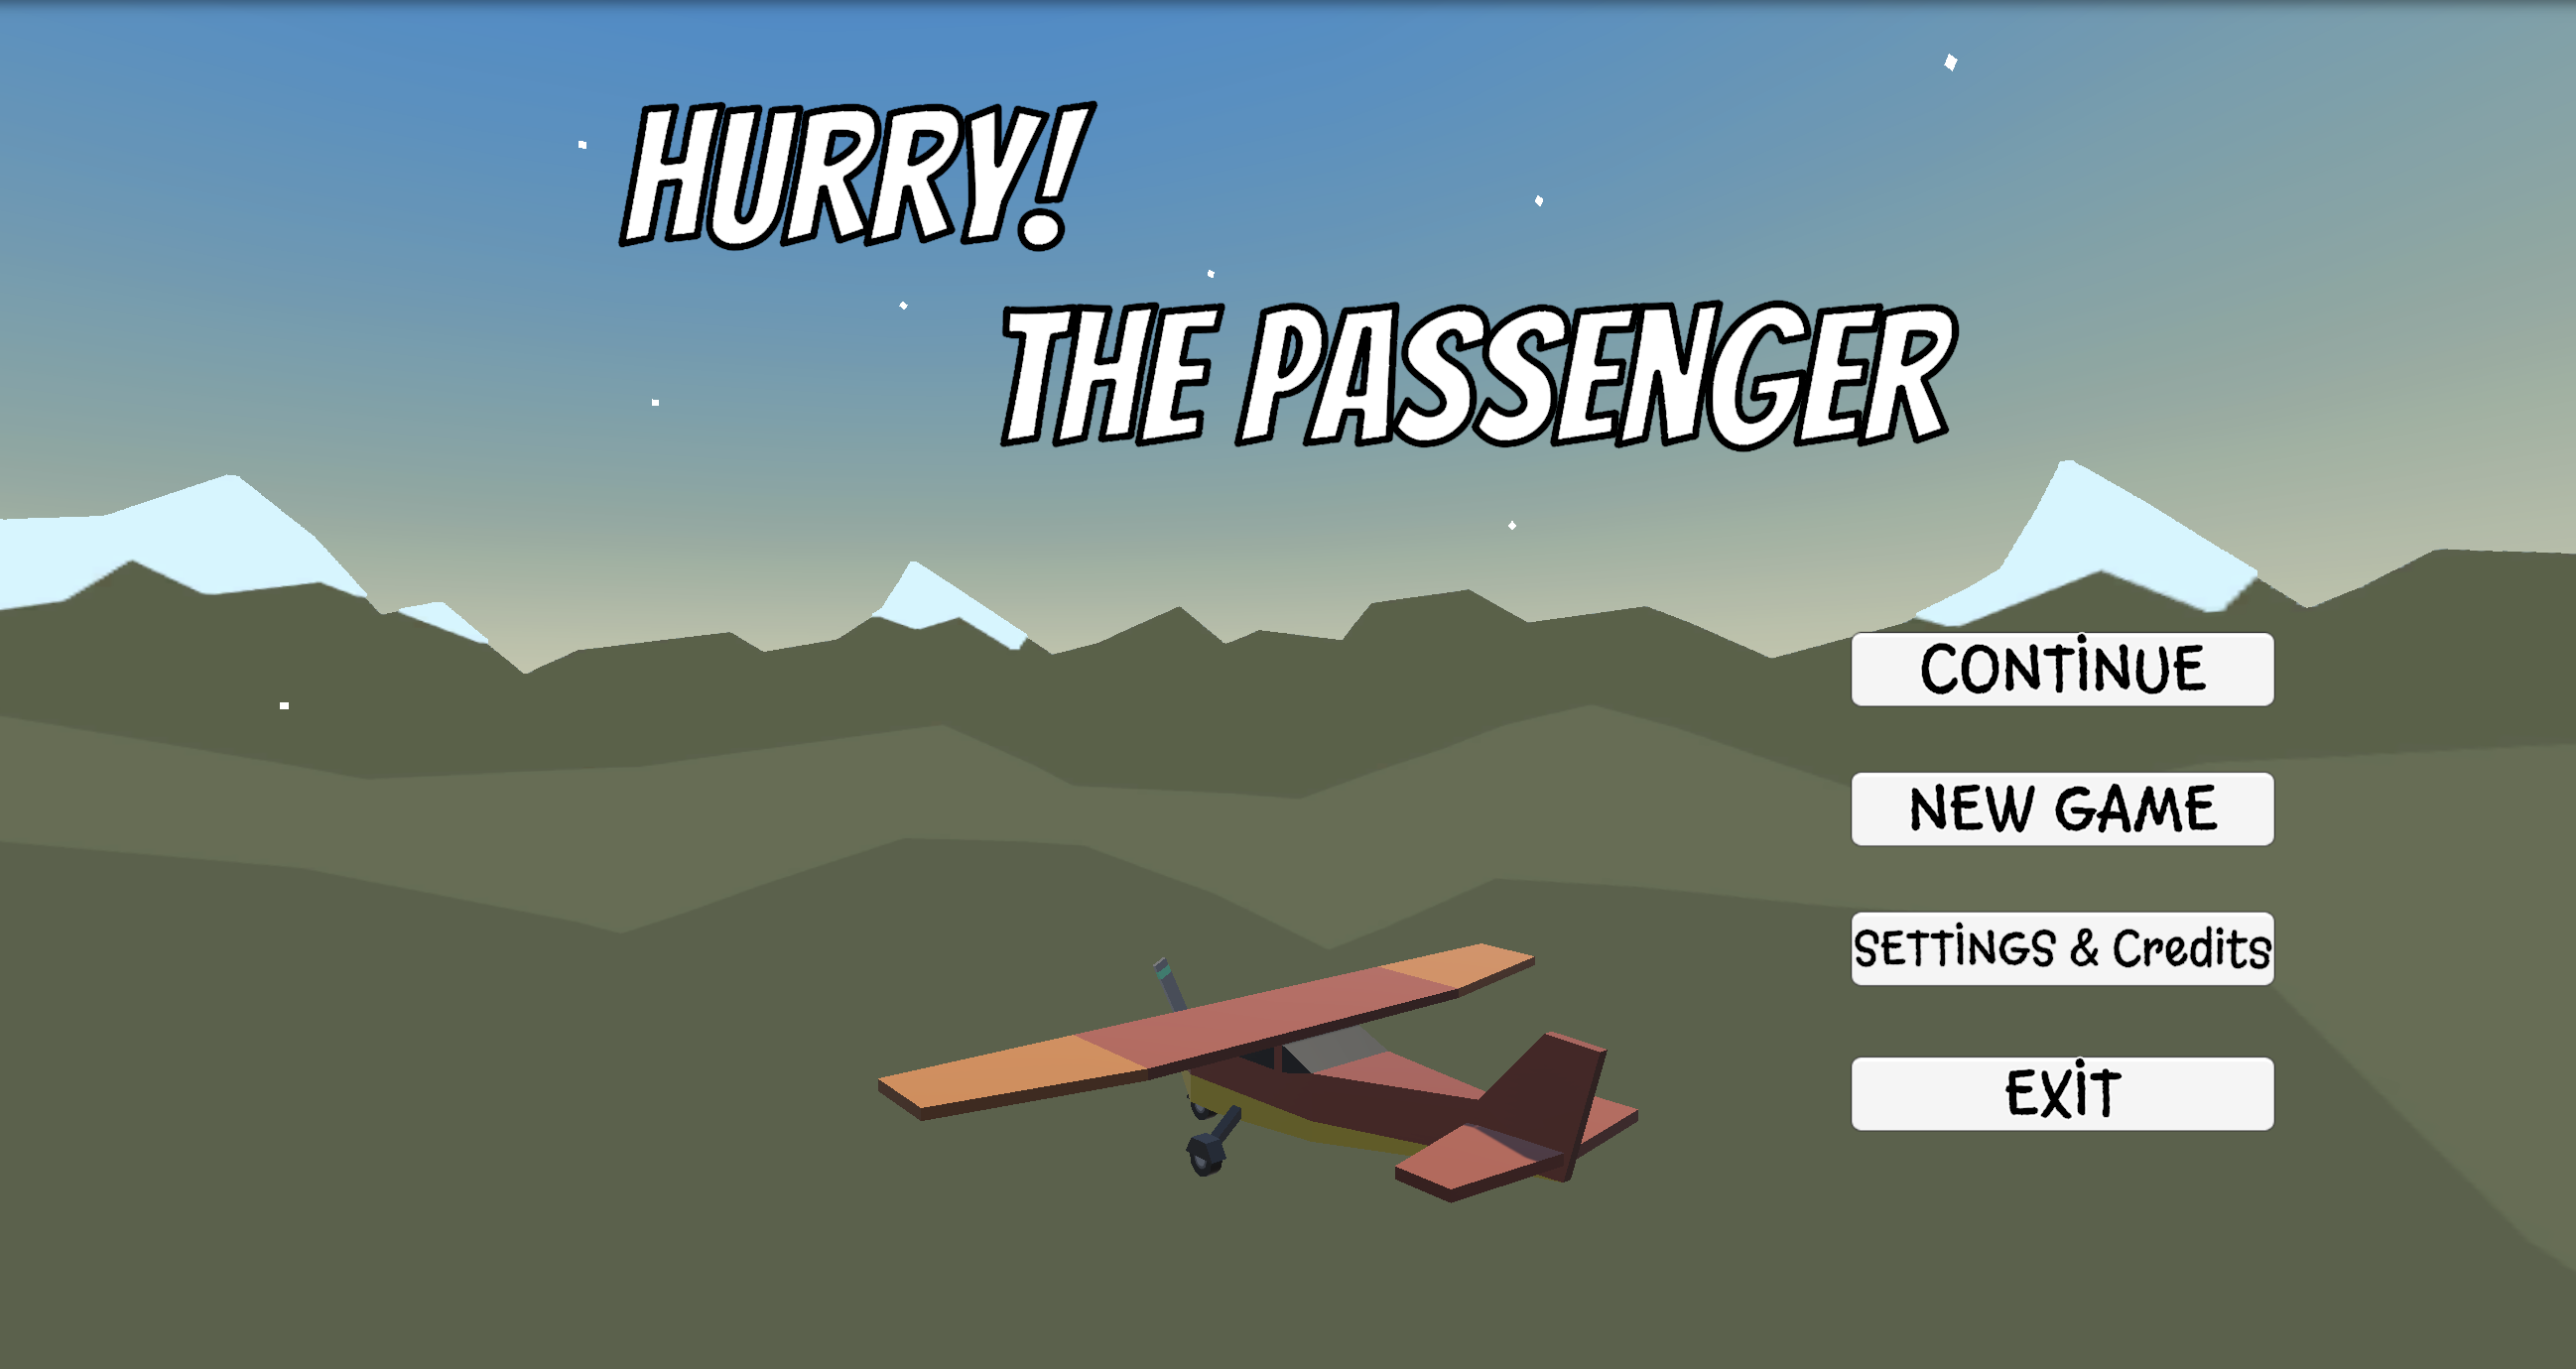 HURRY!
THE PASSENGER
CONTiNUE
NEW GAME
SETTiNGS & Credits
EXiT